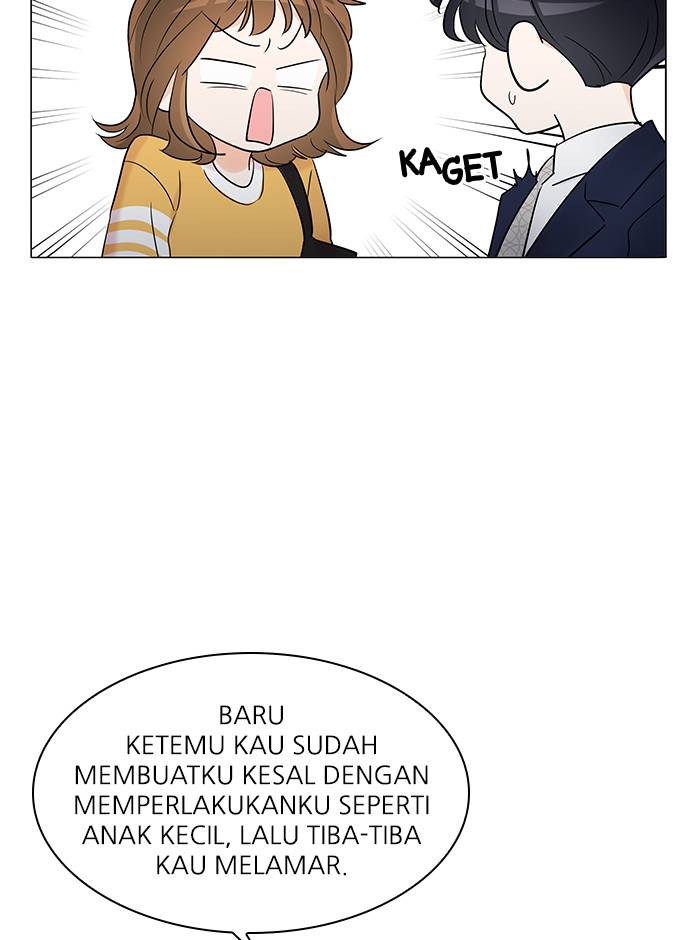 KAGET
BARU
KETEMU KAU SUDAH
MEMBUATKU KESAL DENGAN
MEMPERLAKUKANKU SEPERTI
ANAK KECIL, LALU TIBA-TIBA
KAU MELAMAR.